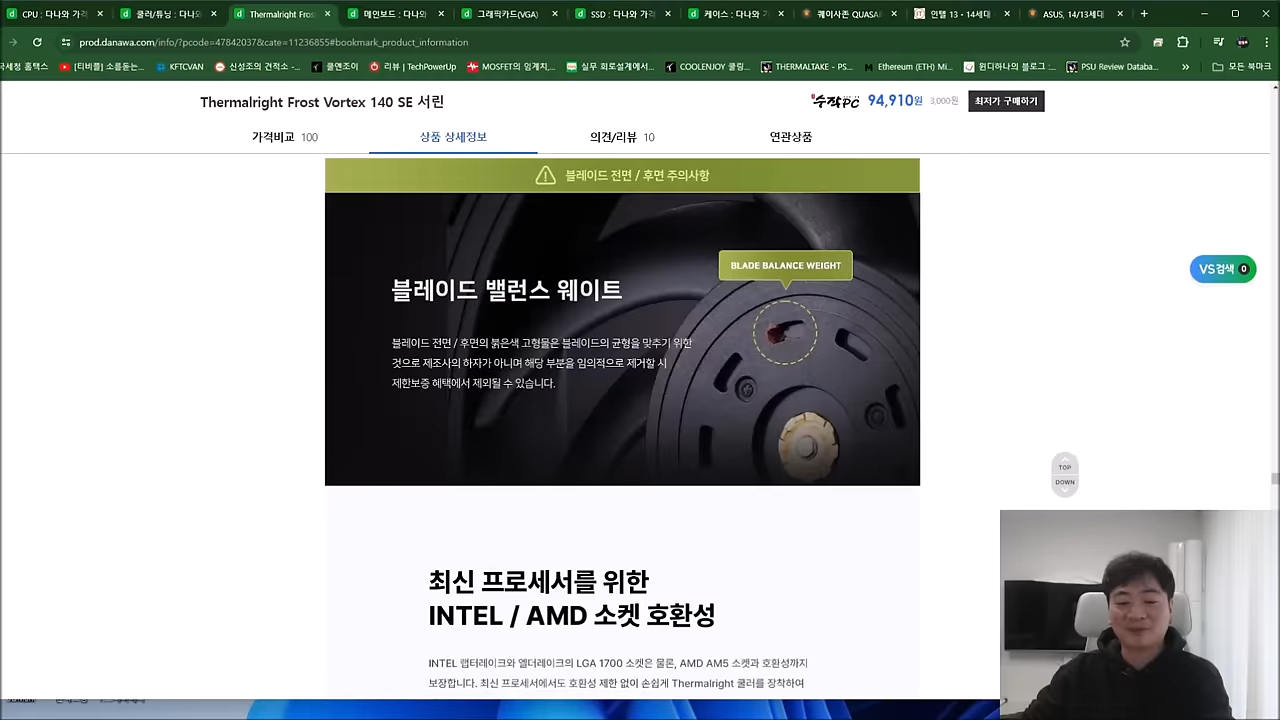 CPU : 다나와 가격
쿨러/튜닝 : 다나와
Thermalright Fros
메인보드 : 다나와
그래픽카드(VGA)
SSD : 다나와 가격
케이스 : 다나와 가
퀘이사존 QUASAR
인텔 13 - 14세대
ASUS, 14/13세대
prod.danawa.com/info/?pcode=47842037&cate=11236855#bookmark_product_information
국세청 홈택스
[티비플] 소름돋는...
KFTCVAN
신성조의 견적소 -...
쿨엔조이
리뷰 | TechPowerUp
MOSFET의 임계치,...
실무 회로설계에서...
COOLENJOY 쿨링...
THERMALTAKE - PS...
Ethereum (ETH) Mi...
윈디하나의 블로그 :...
PSU Review Databa...
모든 북마크
Thermalright Frost Vortex 140 SE 서린
수작PC 94,910원 3,000원 최저가 구매하기
가격비교 100 상품 상세정보 의견/리뷰 10 연관상품
블레이드 전면 / 후면 주의사항
BLADE BALANCE WEIGHT
블레이드 밸런스 웨이트
블레이드 전면 / 후면의 붉은색 고형물은 블레이드의 균형을 맞추기 위한
것으로 제조사의 하자가 아니며 해당 부분을 임의적으로 제거할 시
제한보증 혜택에서 제외될 수 있습니다.
VS검색 0
TOP
DOWN
최신 프로세서를 위한
INTEL / AMD 소켓 호환성
INTEL 랩터레이크와 엘더레이크의 LGA 1700 소켓은 물론, AMD AM5 소켓과 호환성까지
보장합니다. 최신 프로세서에서도 호환성 제한 없이 손쉽게 Thermalright 쿨러를 장착하여